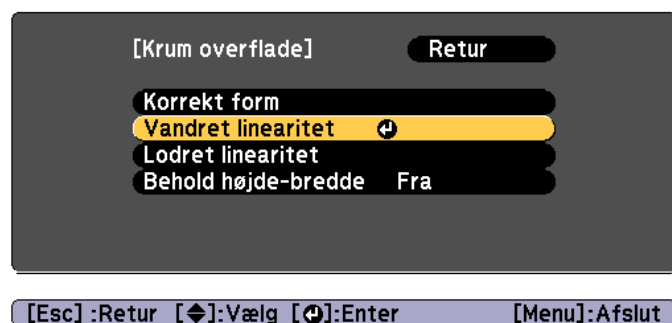 [Krum overflade] Retur
Korrekt form
Vandret linearitet
Lodret linearitet
Behold højde-bredde Fra
[Esc] :Retur [◆]:Vælg [↵]:Enter [Menu]:Afslut